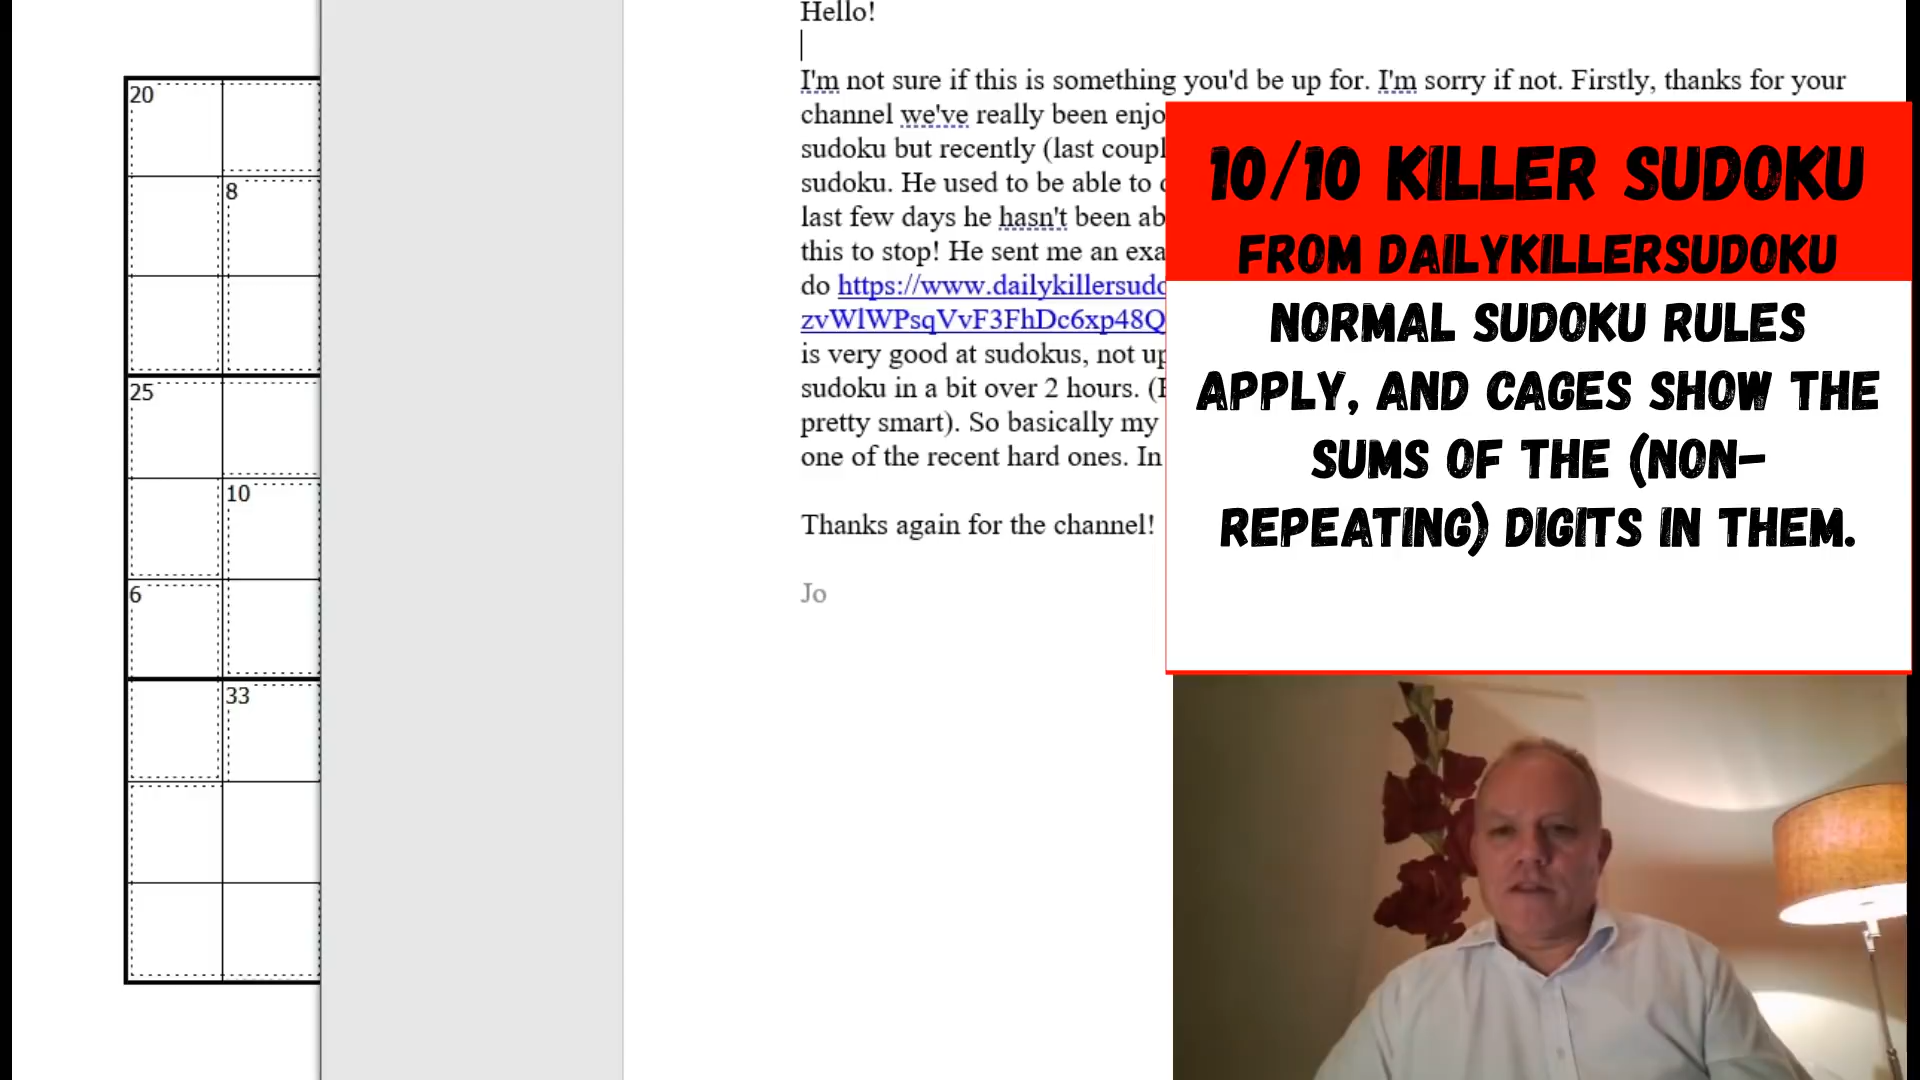 Hello!
I'm not sure if this is something you'd be up for. I'm sorry if not. Firstly, thanks for your
channel we've really been enjo
sudoku but recently (last coupl
sudoku. He used to be able to
last few days he hasn't been ab
this to stop! He sent me an exa
do https://www.dailykillersudo
zvWlWPsqVvF3FhDc6xp48Q
is very good at sudokus, not up
sudoku in a bit over 2 hours. (
pretty smart). So basically my
one of the recent hard ones. In
Thanks again for the channel!
Jo
20
8
25
10
6
33
10/10 KILLER SUDOKU
FROM DAILYKILLERSUDOKU
NORMAL SUDOKU RULES
APPLY, AND CAGES SHOW THE
SUMS OF THE (NON-
REPEATING) DIGITS IN THEM.